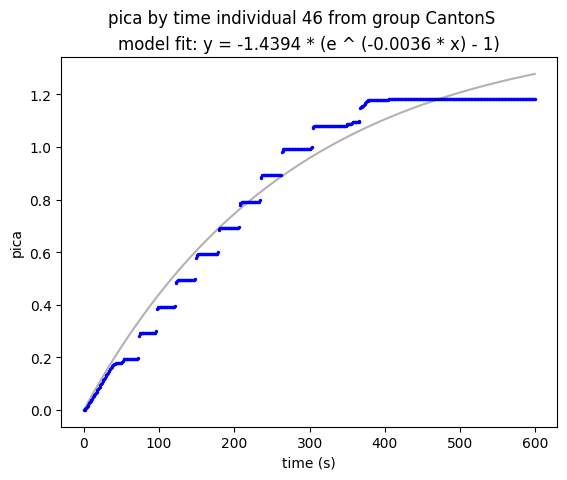 pica by time individual 46 from group CantonS
model fit: y = -1.4394 * (e ^ (-0.0036 * x) - 1)
1.2
1.0
0.8
0.6
0.4
0.2
0.0
pica
0 100 200 300 400 500 600
time (s)